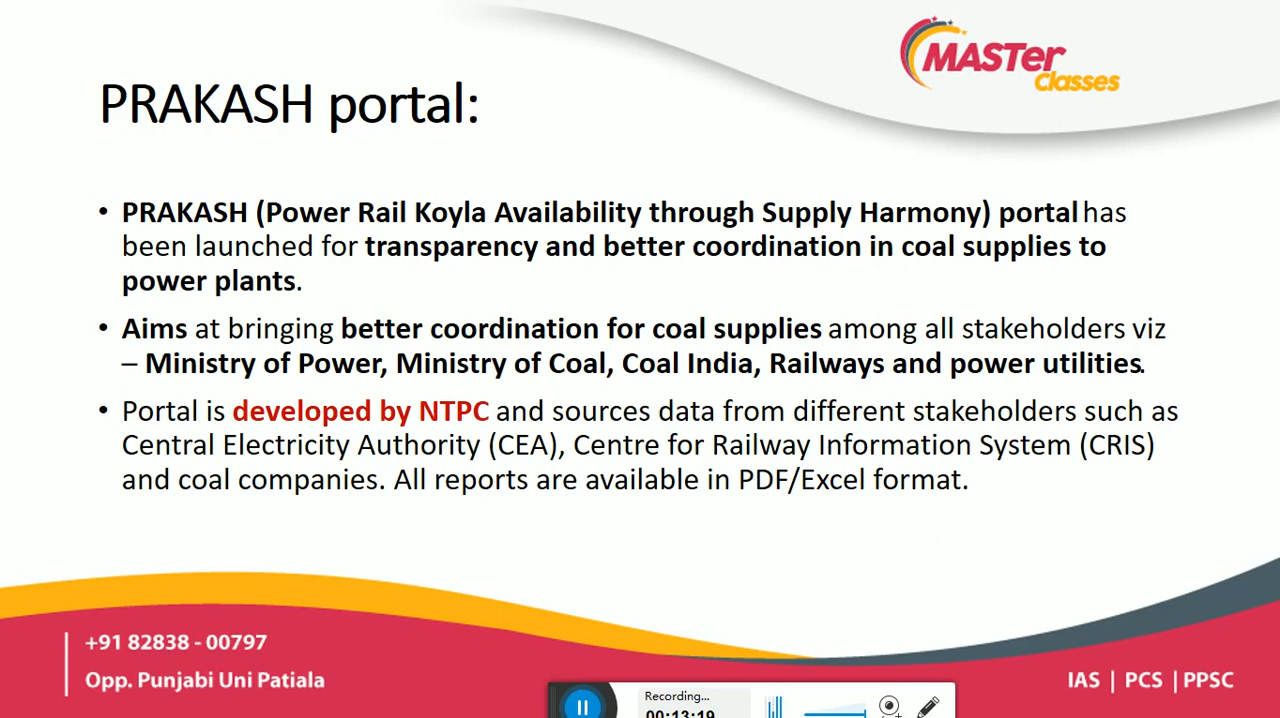 MASTer
Classes
PRAKASH portal:
• PRAKASH (Power Rail Koyla Availability through Supply Harmony) portal has
been launched for transparency and better coordination in coal supplies to
power plants.
• Aims at bringing better coordination for coal supplies among all stakeholders viz
– Ministry of Power, Ministry of Coal, Coal India, Railways and power utilities.
• Portal is developed by NTPC and sources data from different stakeholders such as
Central Electricity Authority (CEA), Centre for Railway Information System (CRIS)
and coal companies. All reports are available in PDF/Excel format.
+91 82838 - 00797
Opp. Punjabi Uni Patiala
IAS | PCS | PPSC
Recording...
00:13:19